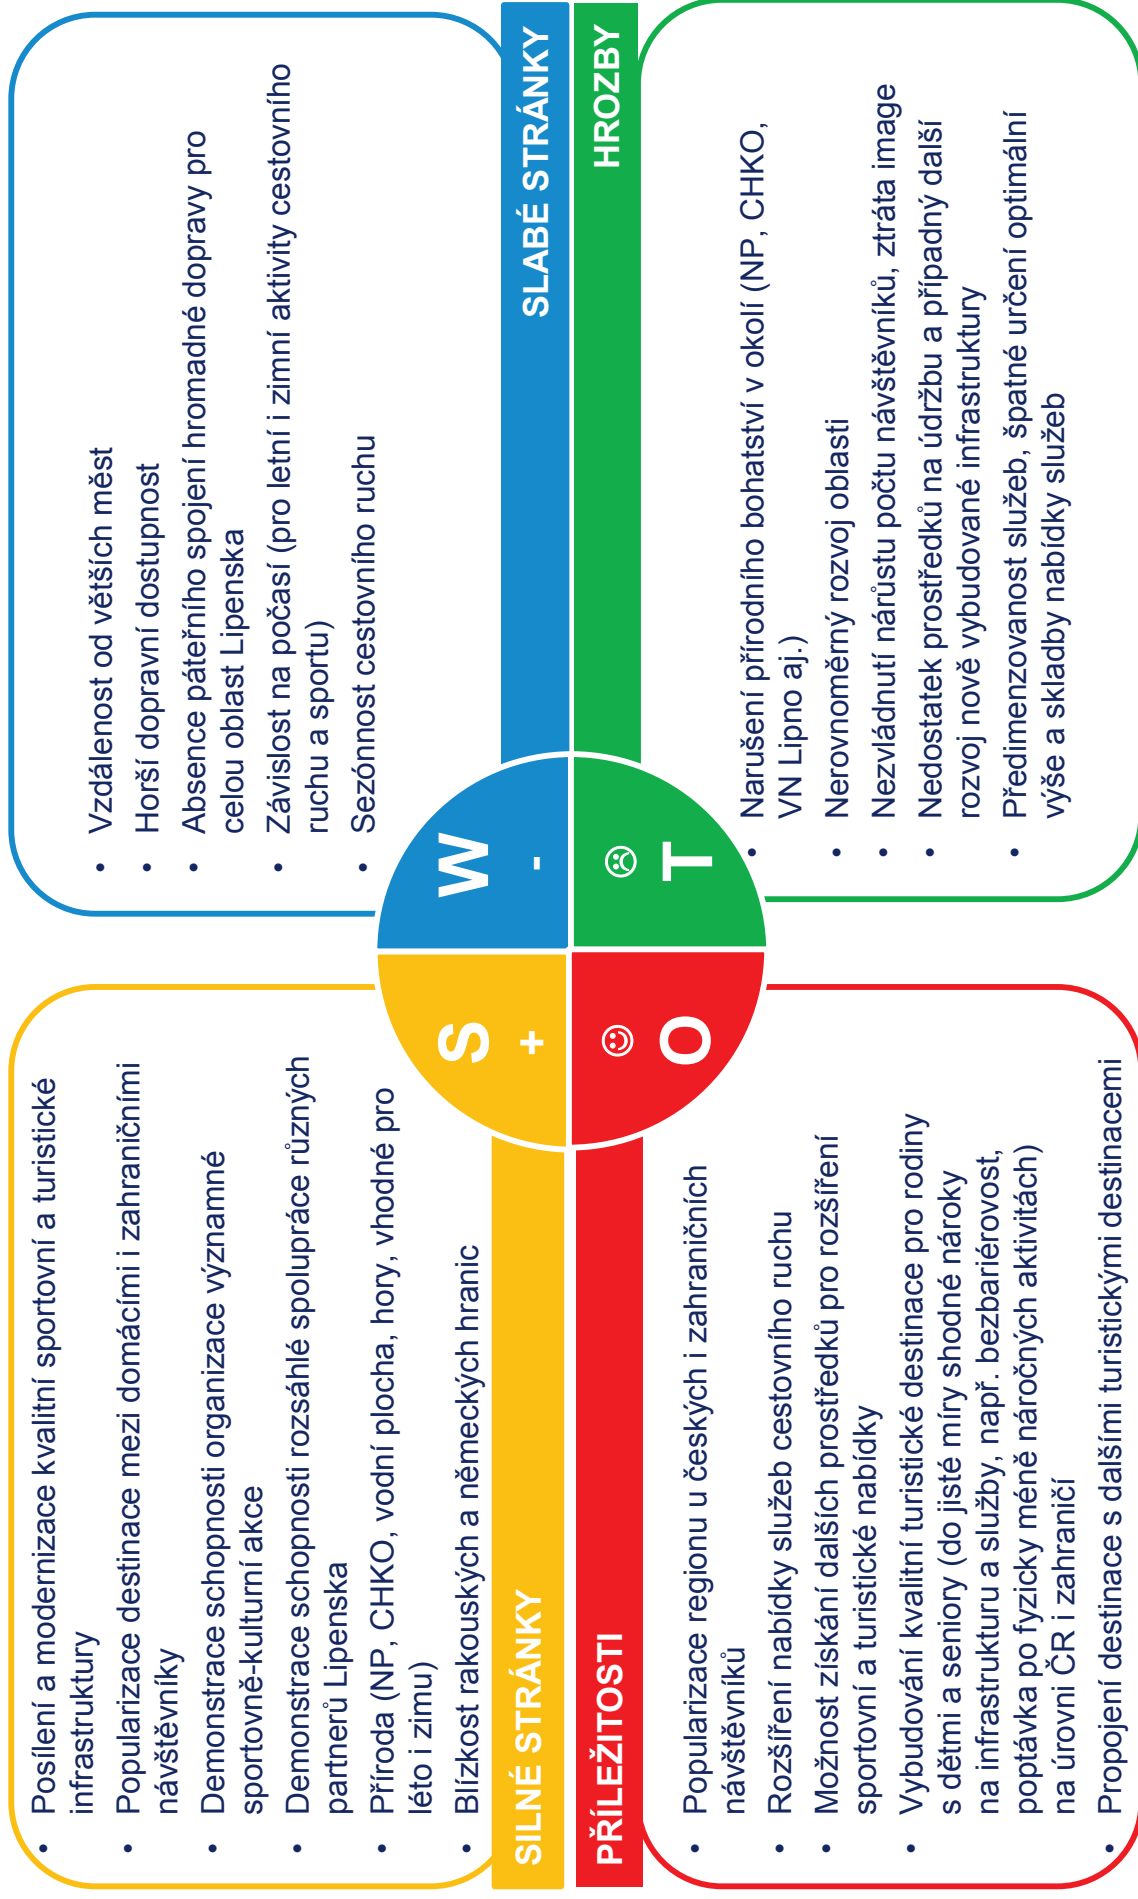 Posílení a modernizace kvalitní sportovní a turistické
infrastruktury
Popularizace destinace mezi domácími i zahraničními
návštěvníky
Demonstrace schopnosti organizace významné
sportovně-kulturní akce
Demonstrace schopnosti rozsáhlé spolupráce různých
partnerů Lipenska
Příroda (NP, CHKO, vodní plocha, hory, vhodné pro
léto i zimu)
Blízkost rakouských a německých hranic
SILNÉ STRÁNKY
S
+
Vzdálenost od větších měst
Horší dopravní dostupnost
Absence páteřního spojení hromadné dopravy pro
celou oblast Lipenska
Závislost na počasí (pro letní i zimní aktivity cestovního
ruchu a sportu)
Sezónnost cestovního ruchu
SLABÉ STRÁNKY
W
-
PŘÍLEŽITOSTI
O
Popularizace regionu u českých i zahraničních
návštěvníků
Rozšíření nabídky služeb cestovního ruchu
Možnost získání dalších prostředků pro rozšíření
sportovní a turistické nabídky
Vybudování kvalitní turistické destinace pro rodiny
s dětmi a seniory (do jisté míry shodné nároky
na infrastrukturu a služby, např. bezbariérovost,
poptávka po fyzicky méně náročných aktivitách)
na úrovni ČR i zahraničí
Propojení destinace s dalšími turistickými destinacemi
HROZBY
T
Narušení přírodního bohatství v okolí (NP, CHKO,
VN Lipno aj.)
Nerovnoměrný rozvoj oblasti
Nezvládnutí nárůstu počtu návštěvníků, ztráta image
Nedostatek prostředků na údržbu a případný další
rozvoj nově vybudované infrastruktury
Předimenzovanost služeb, špatné určení optimální
výše a skladby nabídky služeb